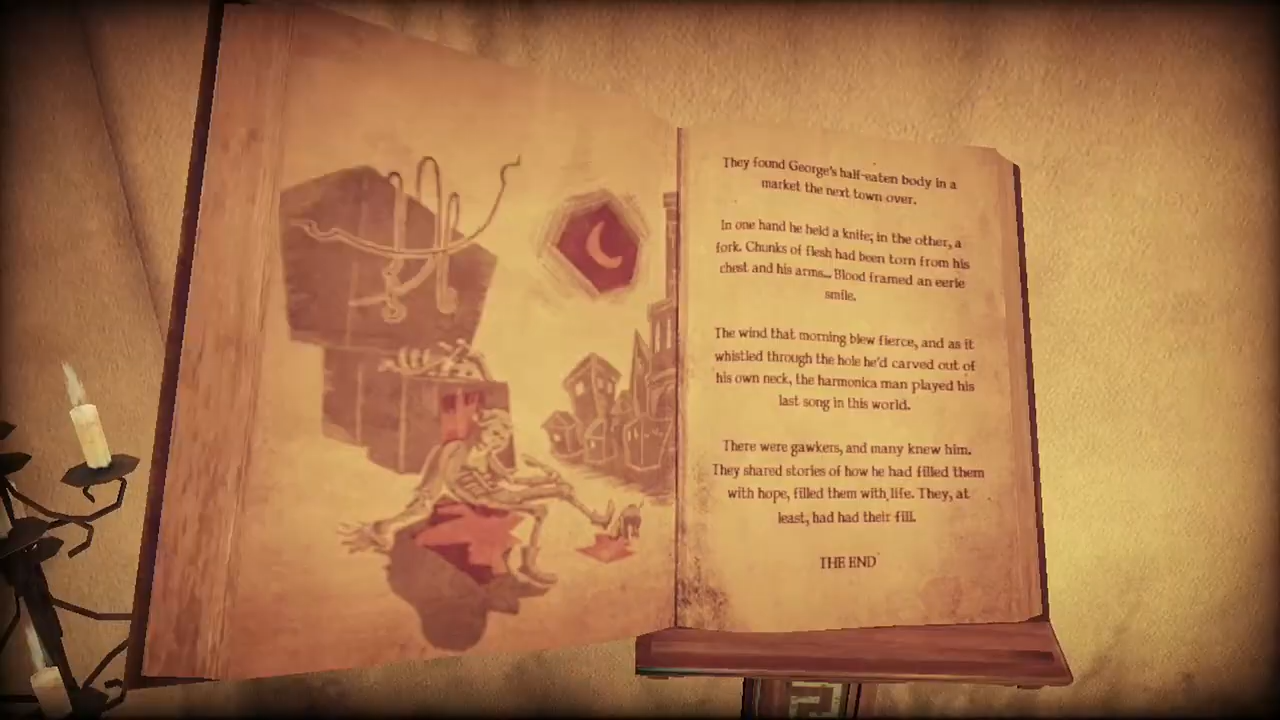 They found George's half-eaten body in a
market the next town over.
In one hand he held a knife; in the other, a
fork. Chunks of flesh had been torn from his
chest and his arms... Blood framed an eerie
smile.
The wind that morning blew fierce, and as it
whistled through the hole he'd carved out of
his own neck, the harmonica man played his
last song in this world.
There were gawkers, and many knew him.
They shared stories of how he had filled them
with hope, filled them with life. They, at
least, had had their fill.
THE END